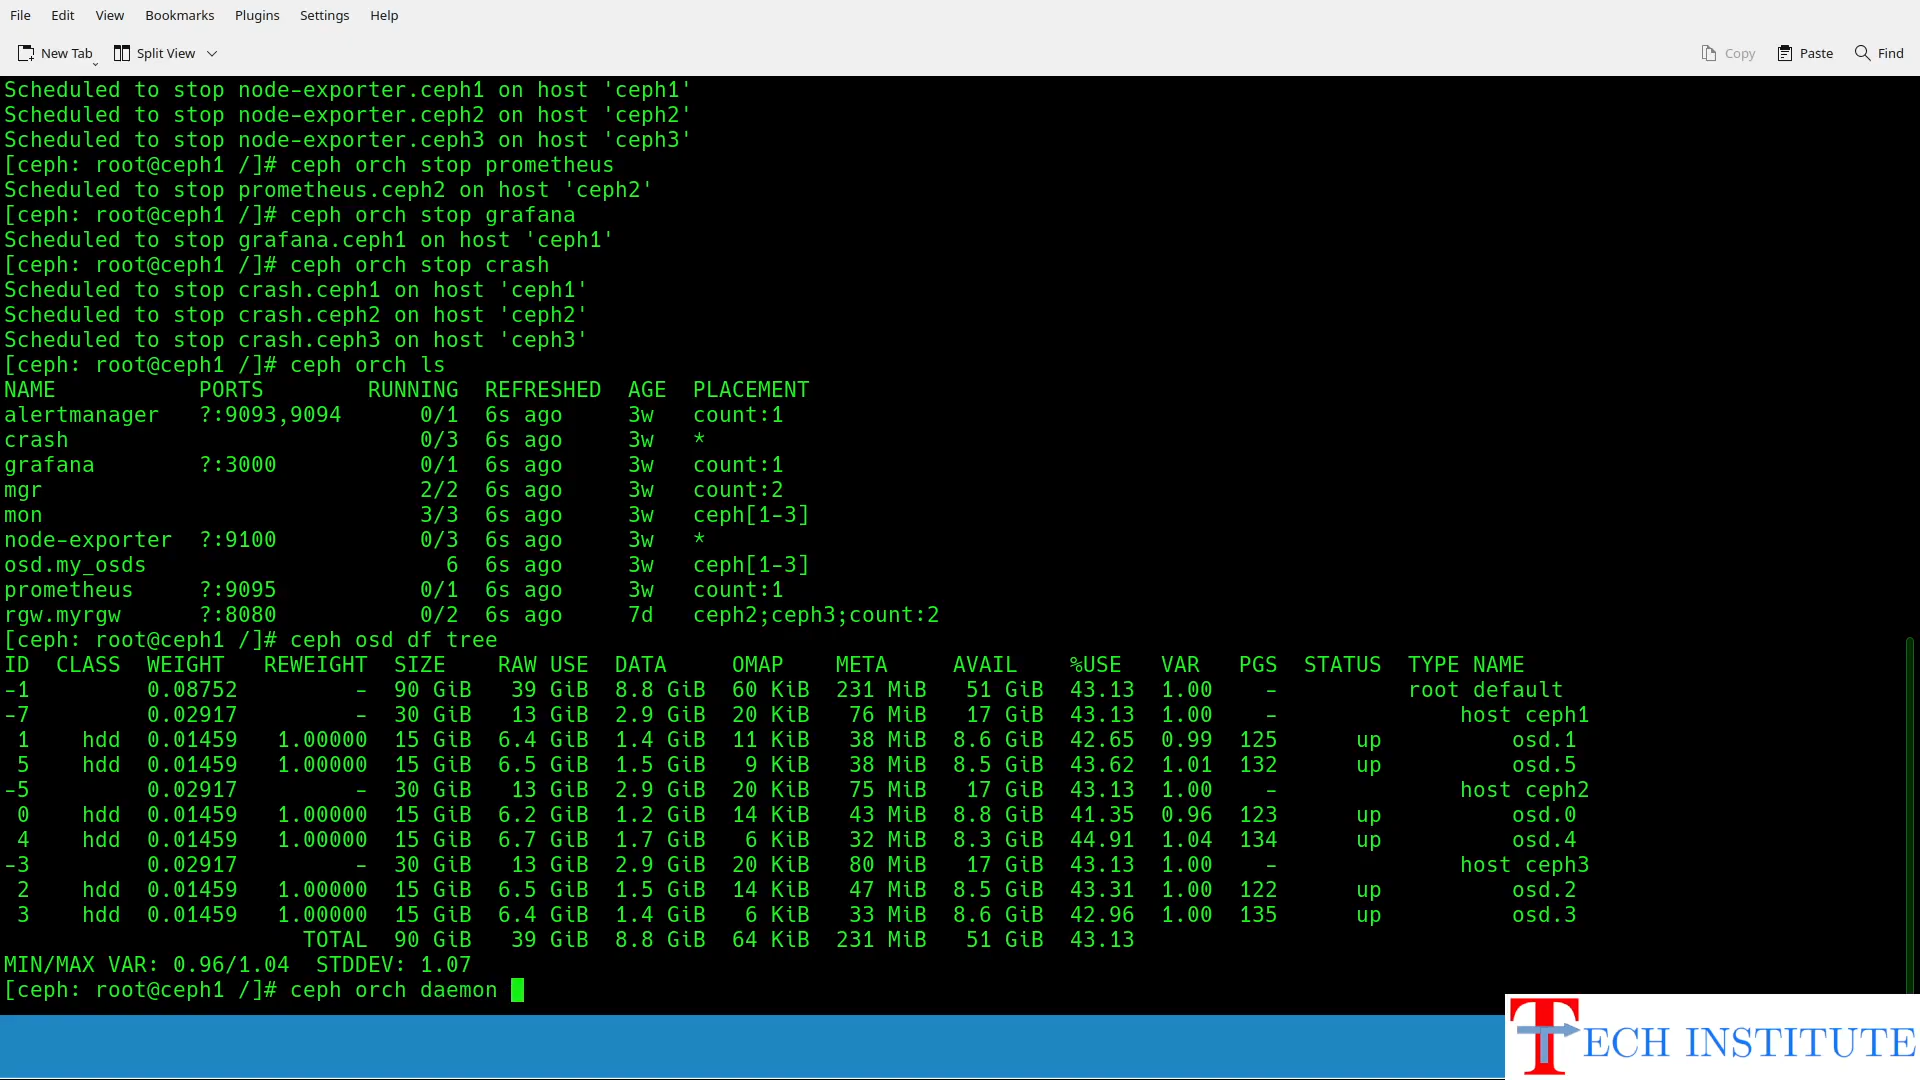 File Edit View Bookmarks Plugins Settings Help
New Tab Split View Copy Paste Find
Scheduled to stop node-exporter.ceph1 on host 'ceph1'
Scheduled to stop node-exporter.ceph2 on host 'ceph2'
Scheduled to stop node-exporter.ceph3 on host 'ceph3'
[ceph: root@ceph1 /]# ceph orch stop prometheus
Scheduled to stop prometheus.ceph2 on host 'ceph2'
[ceph: root@ceph1 /]# ceph orch stop grafana
Scheduled to stop grafana.ceph1 on host 'ceph1'
[ceph: root@ceph1 /]# ceph orch stop crash
Scheduled to stop crash.ceph1 on host 'ceph1'
Scheduled to stop crash.ceph2 on host 'ceph2'
Scheduled to stop crash.ceph3 on host 'ceph3'
[ceph: root@ceph1 /]# ceph orch ls
NAME PORTS RUNNING REFRESHED AGE PLACEMENT
alertmanager ?:9093,9094 0/1 6s ago 3w count:1
crash 0/3 6s ago 3w *
grafana ?:3000 0/1 6s ago 3w count:1
mgr 2/2 6s ago 3w count:2
mon 3/3 6s ago 3w ceph[1-3]
node-exporter ?:9100 0/3 6s ago 3w *
osd.my_osds 6 6s ago 3w ceph[1-3]
prometheus ?:9095 0/1 6s ago 3w count:1
rgw.myrgw ?:8080 0/2 6s ago 7d ceph2;ceph3;count:2
[ceph: root@ceph1 /]# ceph osd df tree
ID CLASS WEIGHT REWEIGHT SIZE RAW USE DATA OMAP META AVAIL %USE VAR PGS STATUS TYPE NAME
-1 0.08752 - 90 GiB 39 GiB 8.8 GiB 60 KiB 231 MiB 51 GiB 43.13 1.00 - root default
-7 0.02917 - 30 GiB 13 GiB 2.9 GiB 20 KiB 76 MiB 17 GiB 43.13 1.00 - host ceph1
1 hdd 0.01459 1.00000 15 GiB 6.4 GiB 1.4 GiB 11 KiB 38 MiB 8.6 GiB 42.65 0.99 125 up osd.1
5 hdd 0.01459 1.00000 15 GiB 6.5 GiB 1.5 GiB 9 KiB 38 MiB 8.5 GiB 43.62 1.01 132 up osd.5
-5 0.02917 - 30 GiB 13 GiB 2.9 GiB 20 KiB 75 MiB 17 GiB 43.13 1.00 - host ceph2
0 hdd 0.01459 1.00000 15 GiB 6.2 GiB 1.2 GiB 14 KiB 43 MiB 8.8 GiB 41.35 0.96 123 up osd.0
4 hdd 0.01459 1.00000 15 GiB 6.7 GiB 1.7 GiB 6 KiB 32 MiB 8.3 GiB 44.91 1.04 134 up osd.4
-3 0.02917 - 30 GiB 13 GiB 2.9 GiB 20 KiB 80 MiB 17 GiB 43.13 1.00 - host ceph3
2 hdd 0.01459 1.00000 15 GiB 6.5 GiB 1.5 GiB 14 KiB 47 MiB 8.5 GiB 43.31 1.00 122 up osd.2
3 hdd 0.01459 1.00000 15 GiB 6.4 GiB 1.4 GiB 6 KiB 33 MiB 8.6 GiB 42.96 1.00 135 up osd.3
TOTAL 90 GiB 39 GiB 8.8 GiB 64 KiB 231 MiB 51 GiB 43.13
MIN/MAX VAR: 0.96/1.04 STDDEV: 1.07
[ceph: root@ceph1 /]# ceph orch daemon
TECH INSTITUTE